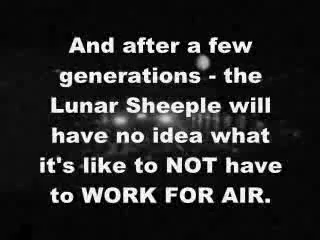 And after a few
generations - the
Lunar Sheeple will
have no idea what
it's like to NOT have
to WORK FOR AIR.